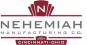 NEHEMIAH
MANUFACTURING CO.
CINCINNATI·OHIO